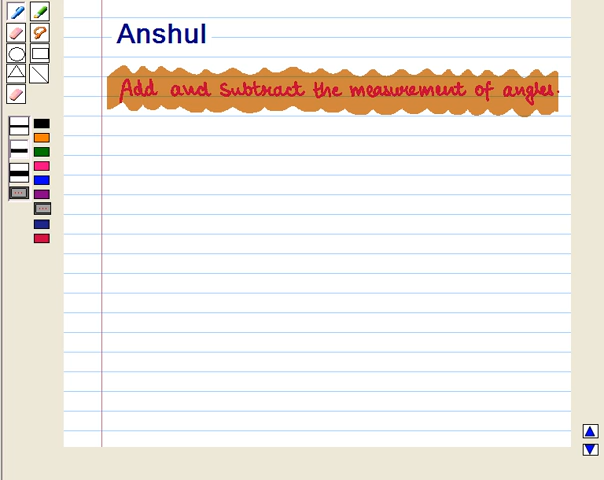 Anshul
Add and Subtract the measurement of angles.